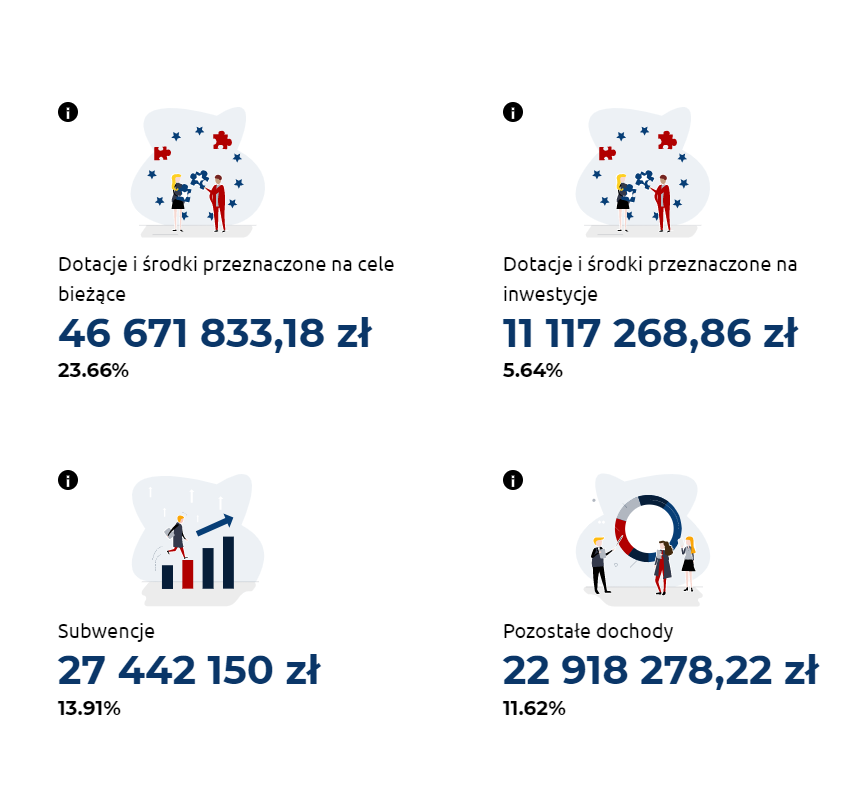 Dotacje i środki przeznaczone na cele
bieżące
46 671 833,18 zł
23.66%
Dotacje i środki przeznaczone na
inwestycje
11 117 268,86 zł
5.64%
Subwencje
27 442 150 zł
13.91%
Pozostałe dochody
22 918 278,22 zł
11.62%